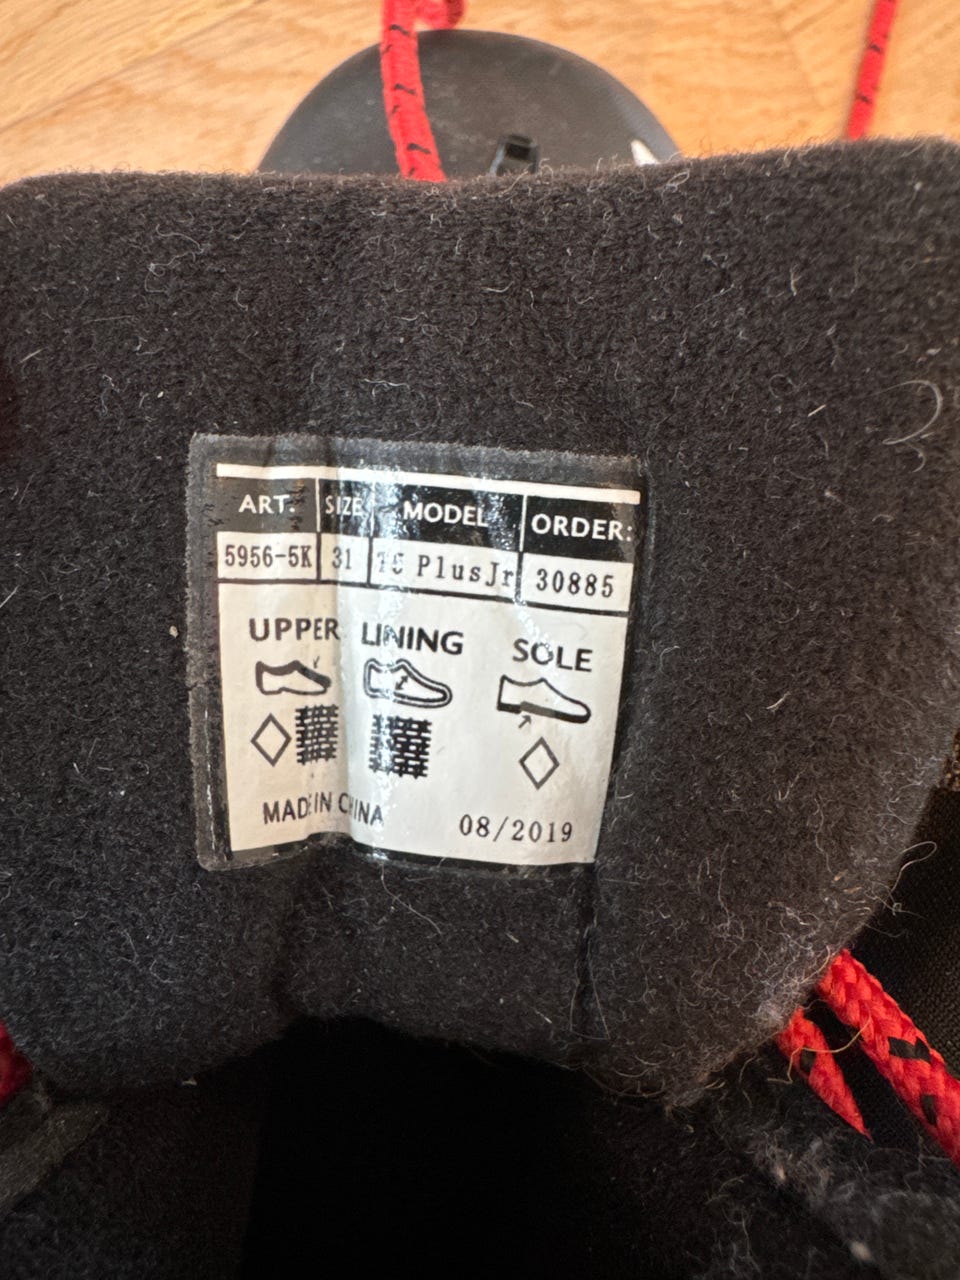 ART. SIZE MODEL ORDER:
5956-5K 31 PlusJr 30885
UPPER LINING SOLE
MADE IN CHINA 08/2019